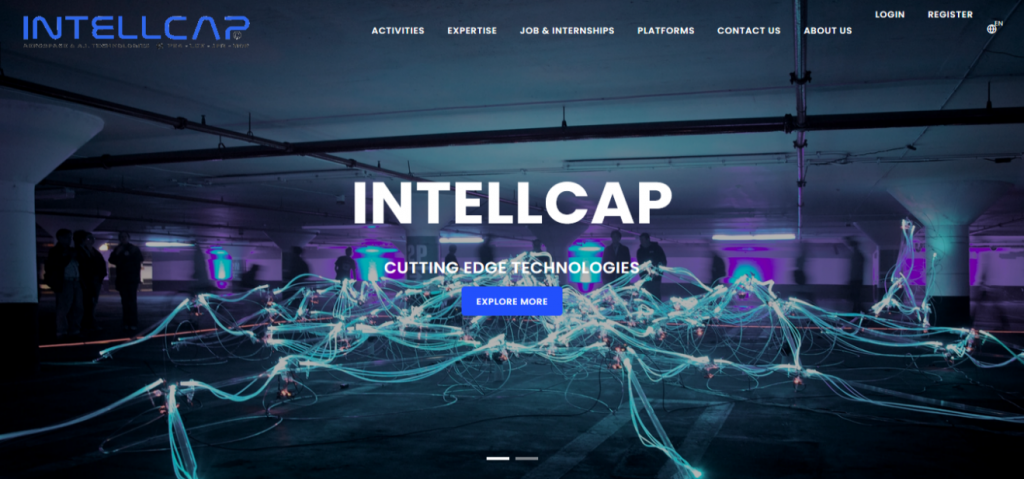 INTELLCAP
LOGIN REGISTER
EN
ACTIVITIES EXPERTISE JOB & INTERNSHIPS PLATFORMS CONTACT US ABOUT US
INTELLCAP
CUTTING EDGE TECHNOLOGIES
EXPLORE MORE